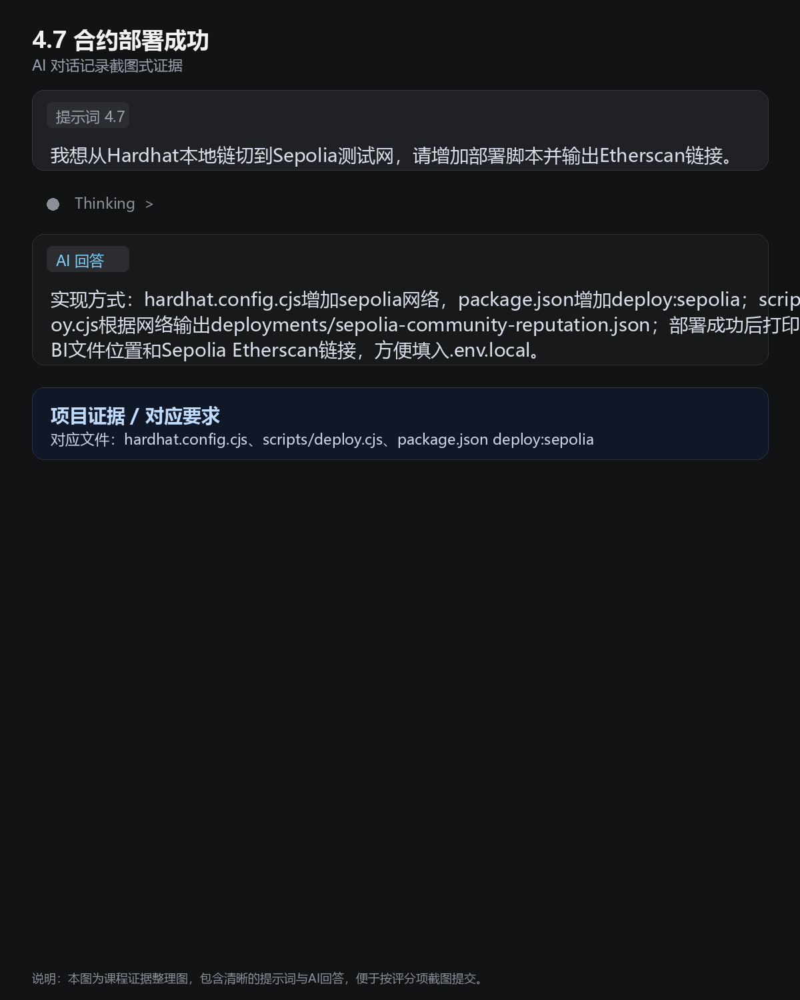 4.7 合约部署成功
AI 对话记录截图式证据
提示词 4.7
我想从Hardhat本地链切到Sepolia测试网，请增加部署脚本并输出Etherscan链接。
Thinking >
AI 回答
实现方式：hardhat.config.cjs增加sepolia网络，package.json增加deploy:sepolia；scrip
oy.cjs根据网络输出deployments/sepolia-community-reputation.json；部署成功后打印
BI文件位置和Sepolia Etherscan链接，方便填入.env.local。
项目证据 / 对应要求
对应文件：hardhat.config.cjs、scripts/deploy.cjs、package.json deploy:sepolia
说明：本图为课程证据整理图，包含清晰的提示词与AI回答，便于按评分项截图提交。